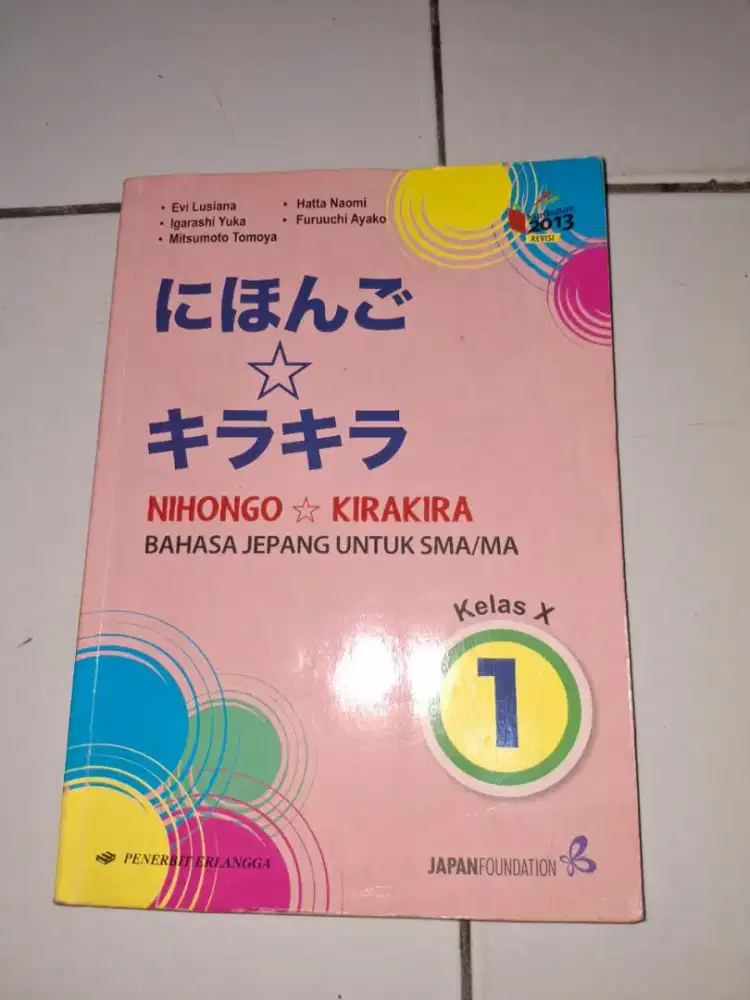 • Evi Lusiana
• Igarashi Yuka
• Mitsumoto Tomoya
• Hatta Naomi
• Furuuchi Ayako
kurikulum
2013
REVISI
にほんご
☆
キラキラ
NIHONGO ☆ KIRAKIRA
BAHASA JEPANG UNTUK SMA/MA
Kelas X
1
PENERBIT ERLANGGA
JAPANFOUNDATION